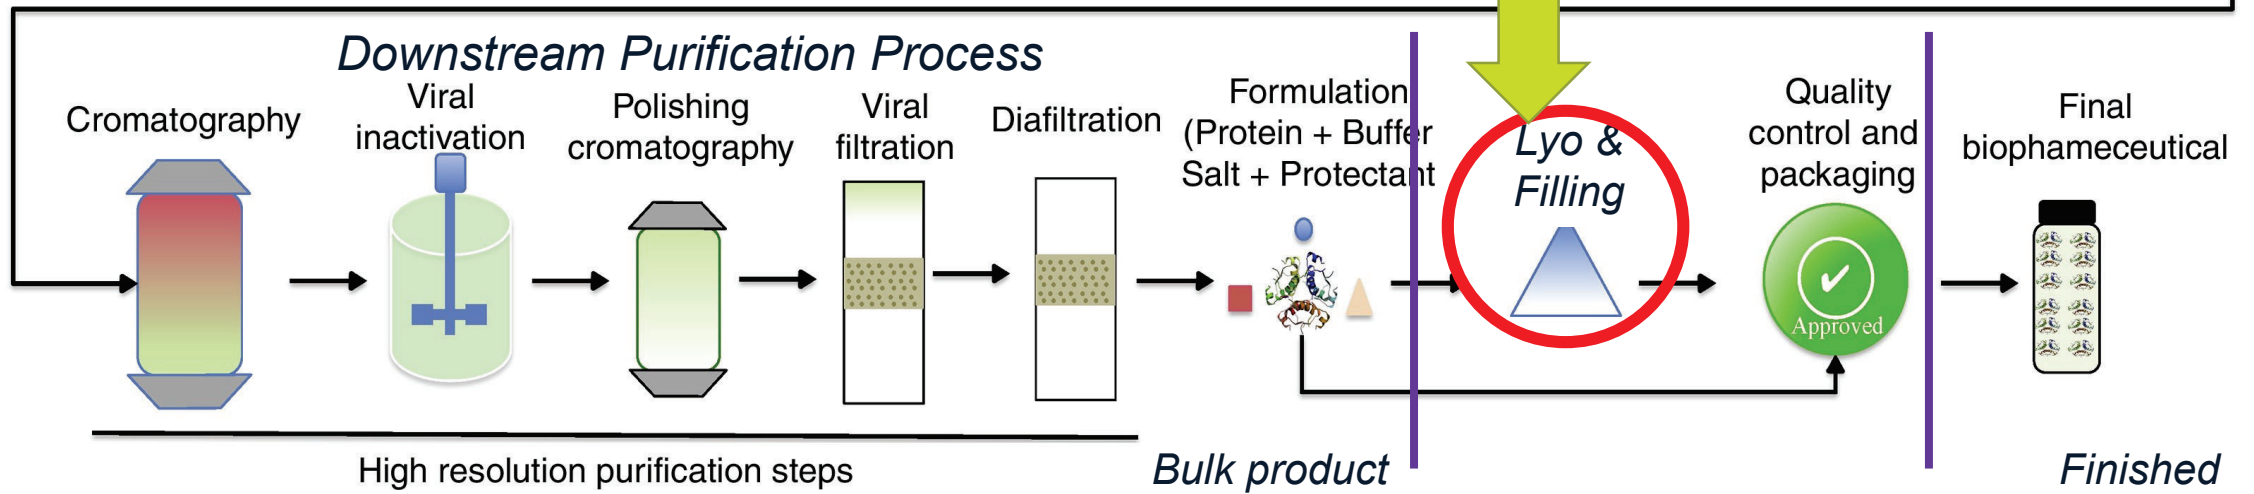 Downstream Purification Process
Cromatography
Viral
inactivation
Polishing
cromatography
Viral
filtration
Diafiltration
Formulation
(Protein + Buffer
Salt + Protectant
Lyo &
Filling
Quality
control and
packaging
Approved
Final
biophameceutical
High resolution purification steps
Bulk product
Finished